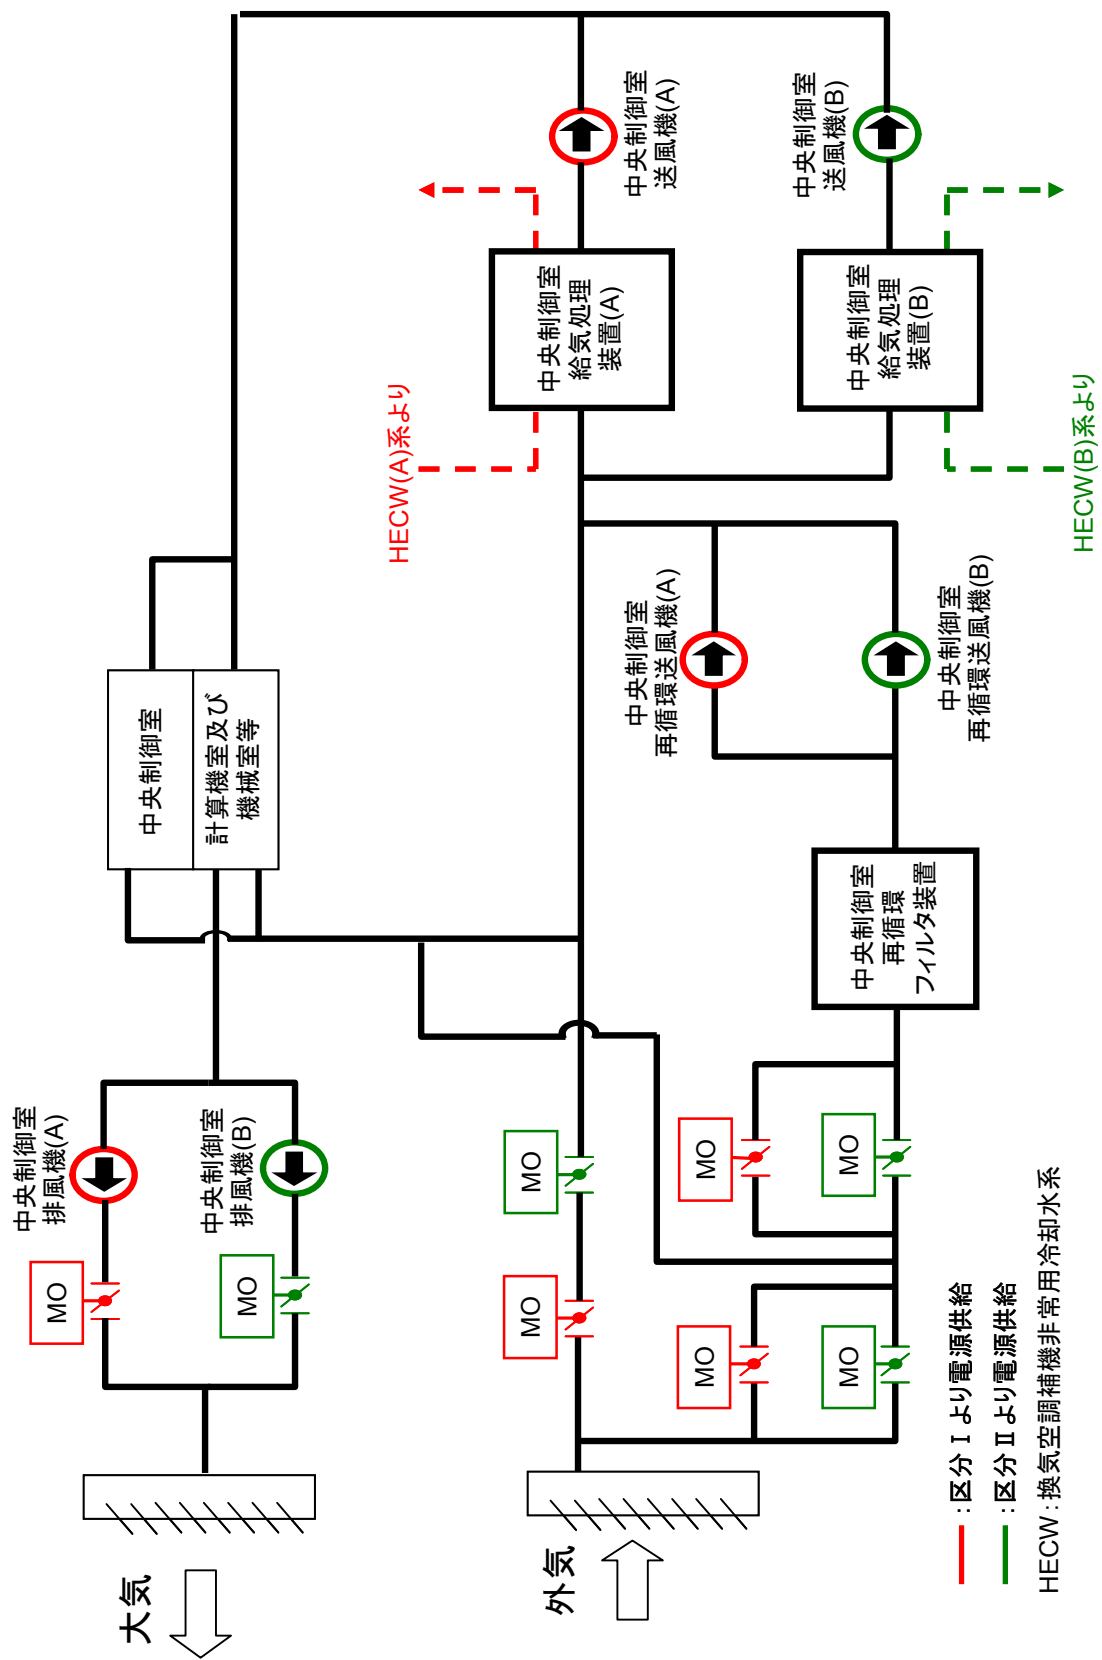 中央制御室
排風機(A)
MO
大気
中央制御室
排風機(B)
MO
中央制御室
計算機室及び
機械室等
HECW(A)系より
外気
MO
MO
中央制御室
給気処理
装置(A)
中央制御室
送風機(A)
MO
MO
中央制御室
再循環送風機(A)
MO
MO
中央制御室
再循環
フィルタ装置
中央制御室
再循環送風機(B)
中央制御室
給気処理
装置(B)
中央制御室
送風機(B)
HECW(B)系より
:区分Ⅰより電源供給
:区分Ⅱより電源供給
HECW:換気空調補機非常用冷却水系